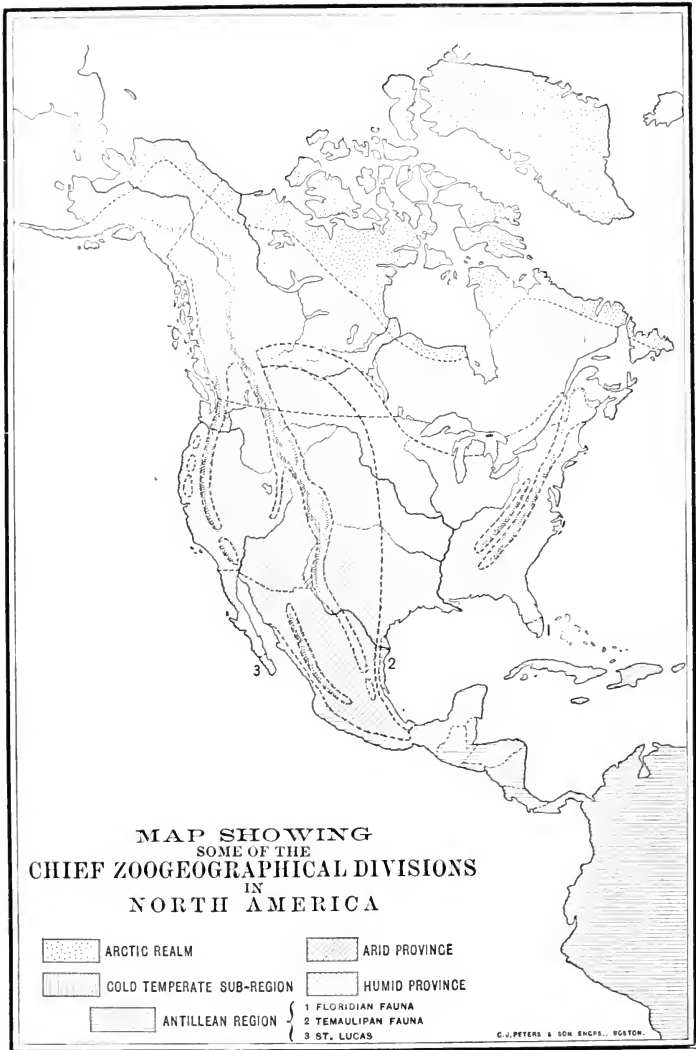 1
2
3
MAP SHOWING
SOME OF THE
CHIEF ZOOGEOGRAPHICAL DIVISIONS
IN
NORTH AMERICA
ARCTIC REALM
ARID PROVINCE
COLD TEMPERATE SUB-REGION
HUMID PROVINCE
ANTILLEAN REGION
1 FLORIDIAN FAUNA
2 TEMAULIPAN FAUNA
3 ST. LUCAS
C.J.PETERS & SON ENGRS., BOSTON.